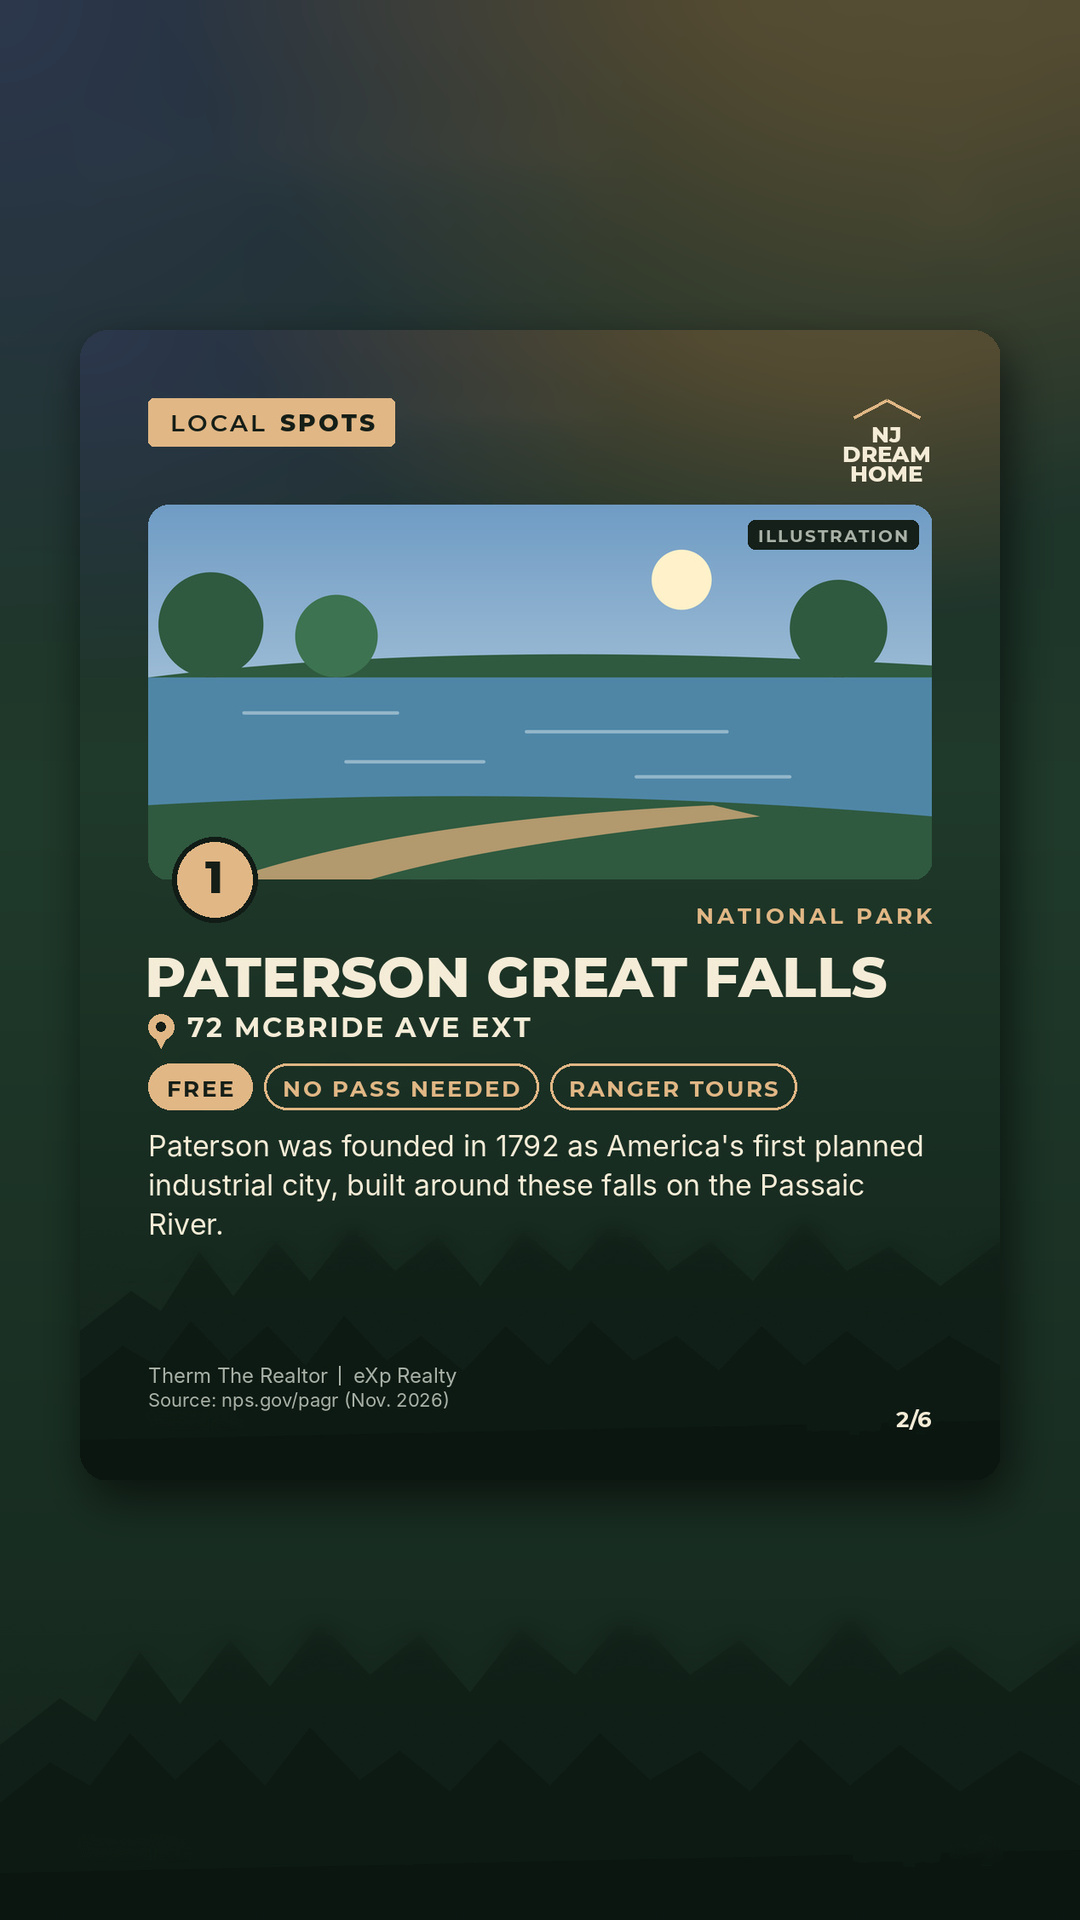 LOCAL SPOTS
NJ
DREAM
HOME
ILLUSTRATION
1
NATIONAL PARK
PATERSON GREAT FALLS
72 MCBRIDE AVE EXT
FREE
NO PASS NEEDED
RANGER TOURS
Paterson was founded in 1792 as America's first planned
industrial city, built around these falls on the Passaic
River.
Therm The Realtor | eXp Realty
Source: nps.gov/pagr (Nov. 2026)
2/6